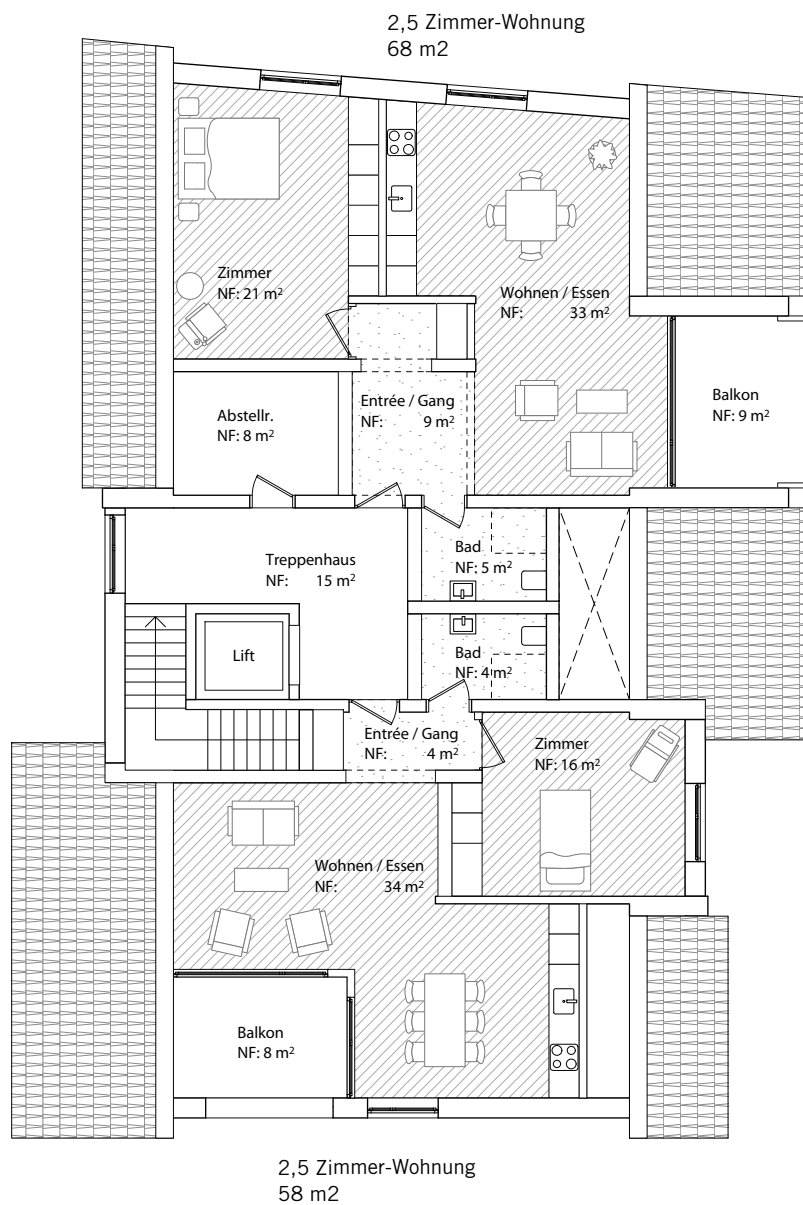 2,5 Zimmer-Wohnung
68 m2
Zimmer
NF: 21 m²
Wohnen / Essen
NF: 33 m²
Entrée / Gang
NF: 9 m²
Balkon
NF: 9 m²
Abstellr.
NF: 8 m²
Treppenhaus
NF: 15 m²
Bad
NF: 5 m²
Lift
Bad
NF: 4 m²
Entrée / Gang
NF: 4 m²
Zimmer
NF: 16 m²
Wohnen / Essen
NF: 34 m²
Balkon
NF: 8 m²
2,5 Zimmer-Wohnung
58 m2